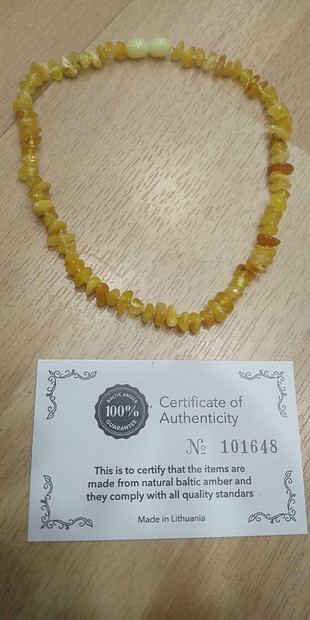 BALTIC AMBER
100%
GUARANTEE
Certificate of
Authenticity
№ 101648
This is to certify that the items are
made from natural baltic amber and
they comply with all quality standars
Made in Lithuania